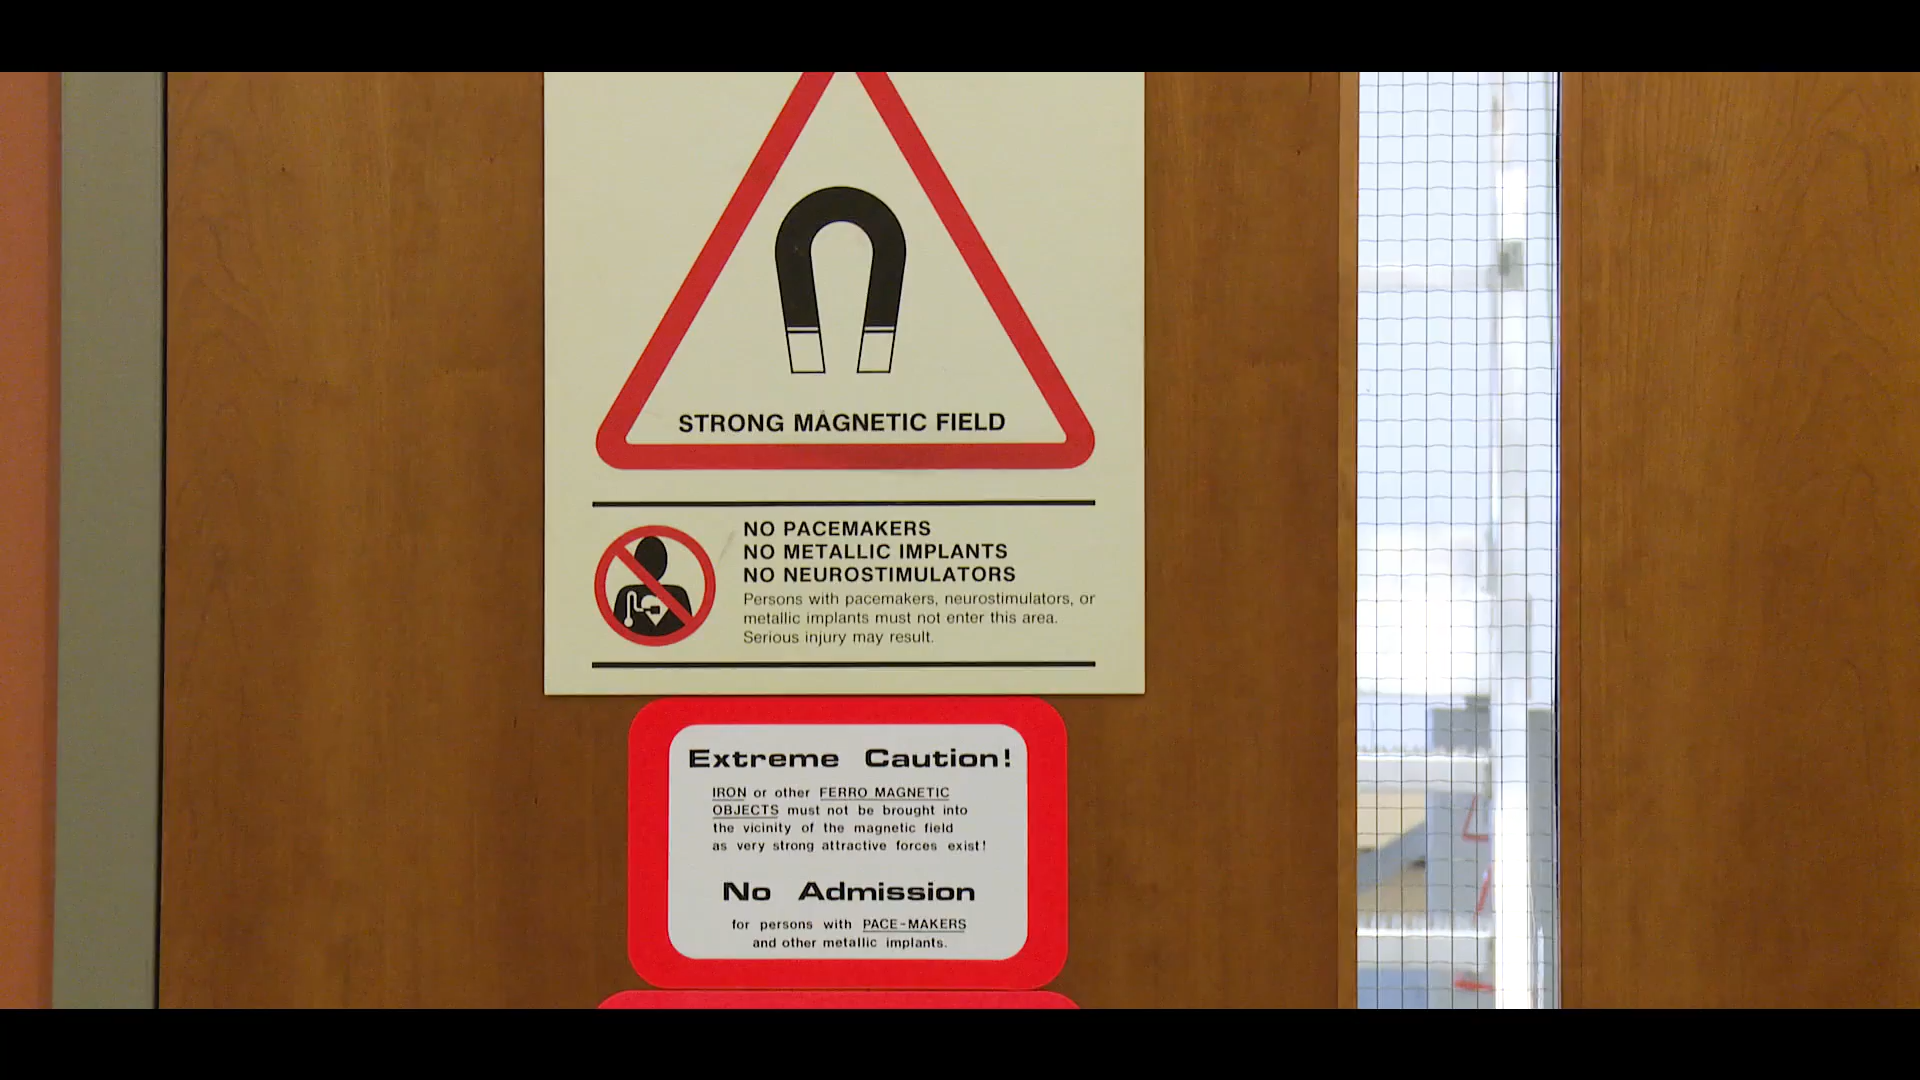 STRONG MAGNETIC FIELD
NO PACEMAKERS
NO METALLIC IMPLANTS
NO NEUROSTIMULATORS
Persons with pacemakers, neurostimulators, or
metallic implants must not enter this area.
Serious injury may result.
Extreme Caution!
IRON or other FERRO MAGNETIC
OBJECTS must not be brought into
the vicinity of the magnetic field
as very strong attractive forces exist!
No Admission
for persons with PACE-MAKERS
and other metallic implants.